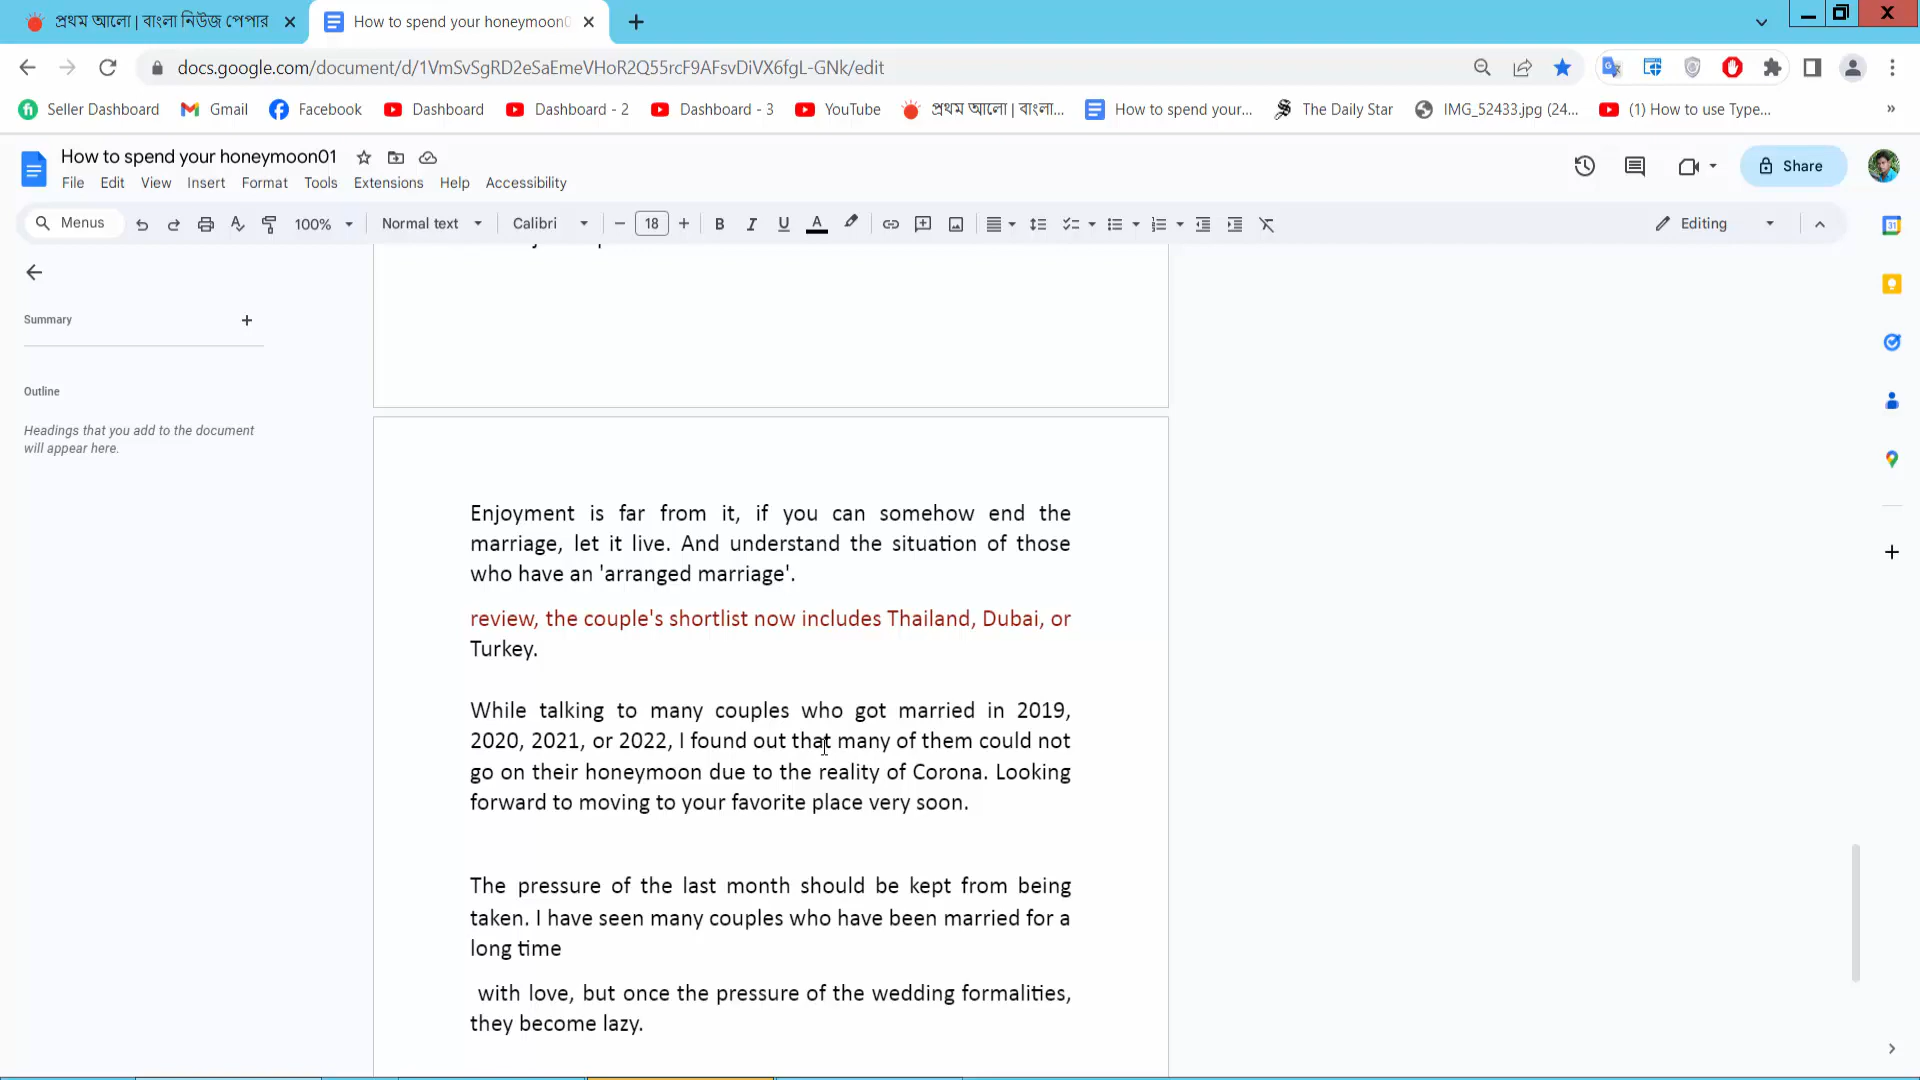 প্রথম আলো | বাংলা নিউজ পেপার
How to spend your honeymoon0
docs.google.com/document/d/1VmSvSgRD2eSaEmeVHoR2Q55rcF9AFsvDiVX6fgL-GNk/edit
Seller Dashboard Gmail Facebook Dashboard Dashboard - 2 Dashboard - 3 YouTube প্রথম আলো | বাংলা... How to spend your... The Daily Star IMG_52433.jpg (24... (1) How to use Type...
How to spend your honeymoon01
Share
File Edit View Insert Format Tools Extensions Help Accessibility
Menus 100% Normal text Calibri 18 Editing
Summary
Outline
Headings that you add to the document
will appear here.
Enjoyment is far from it, if you can somehow end the
marriage, let it live. And understand the situation of those
who have an 'arranged marriage'.
review, the couple's shortlist now includes Thailand, Dubai, or
Turkey.
While talking to many couples who got married in 2019,
2020, 2021, or 2022, I found out that many of them could not
go on their honeymoon due to the reality of Corona. Looking
forward to moving to your favorite place very soon.
The pressure of the last month should be kept from being
taken. I have seen many couples who have been married for a
long time
with love, but once the pressure of the wedding formalities,
they become lazy.